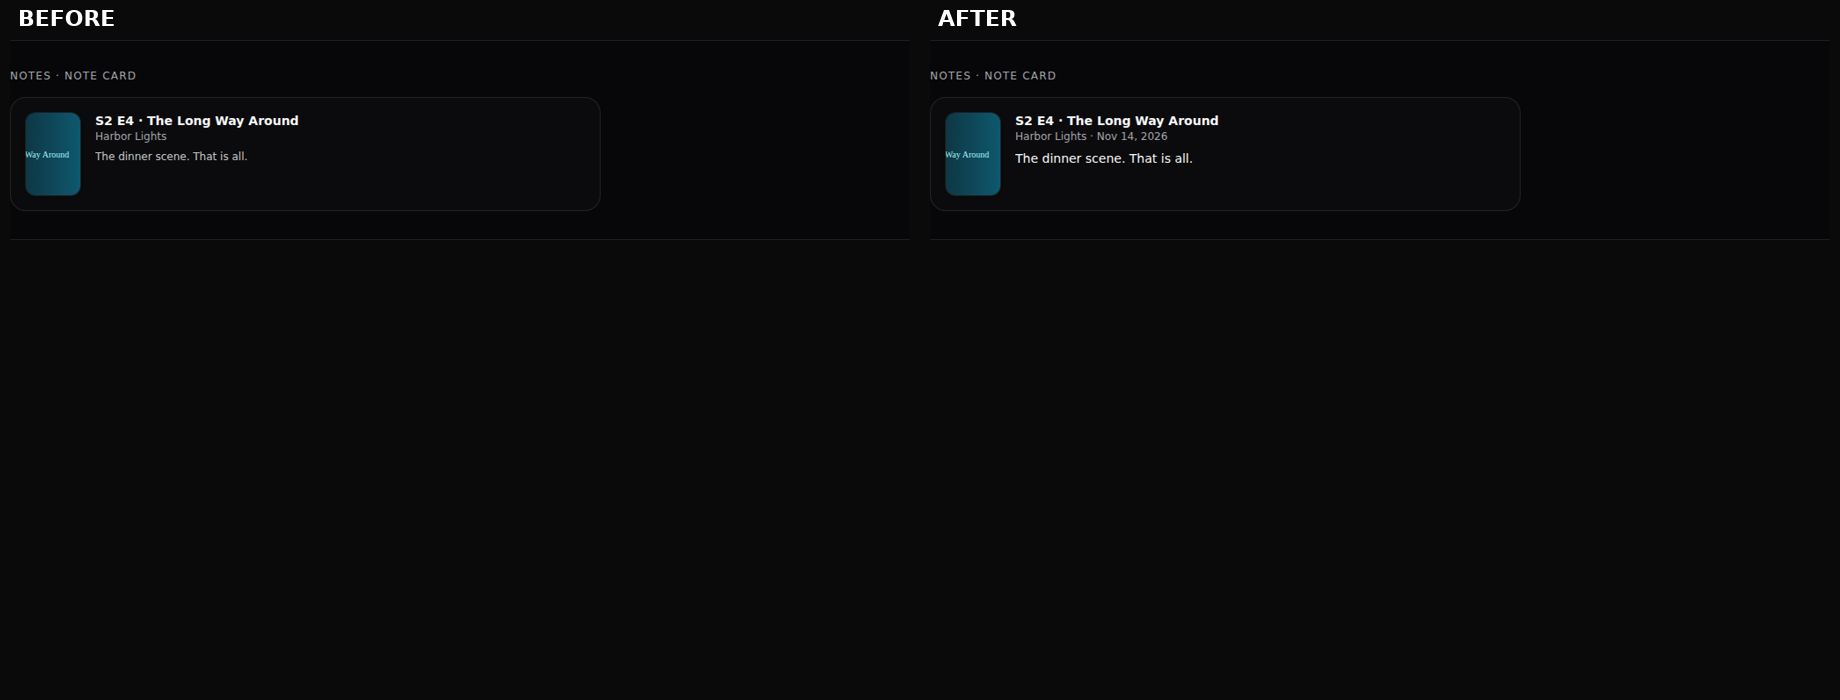 BEFORE
NOTES · NOTE CARD
Way Around
S2 E4 · The Long Way Around
Harbor Lights
The dinner scene. That is all.
AFTER
NOTES · NOTE CARD
Way Around
S2 E4 · The Long Way Around
Harbor Lights · Nov 14, 2026
The dinner scene. That is all.